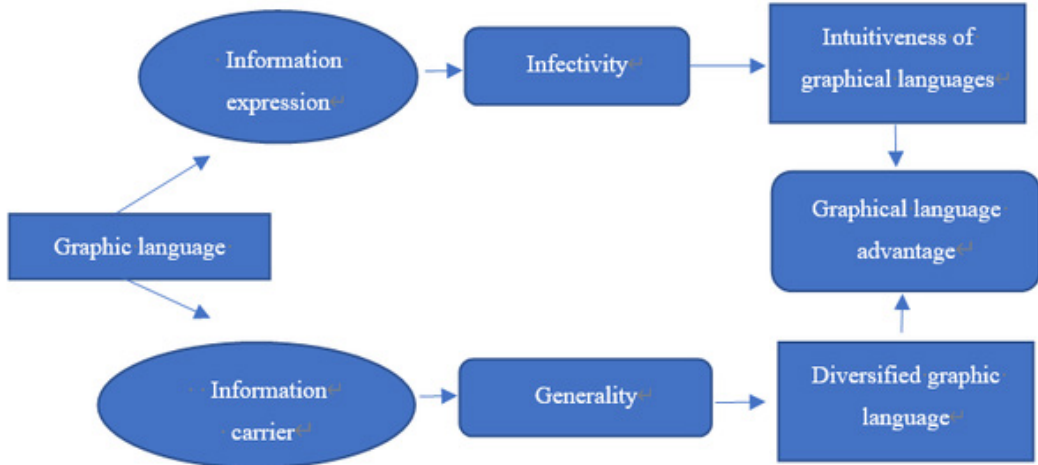 Information
expression
Infectivity
Intuitiveness of
graphical languages
Graphic language
Graphical language
advantage
Information
carrier
Generality
Diversified graphic
language